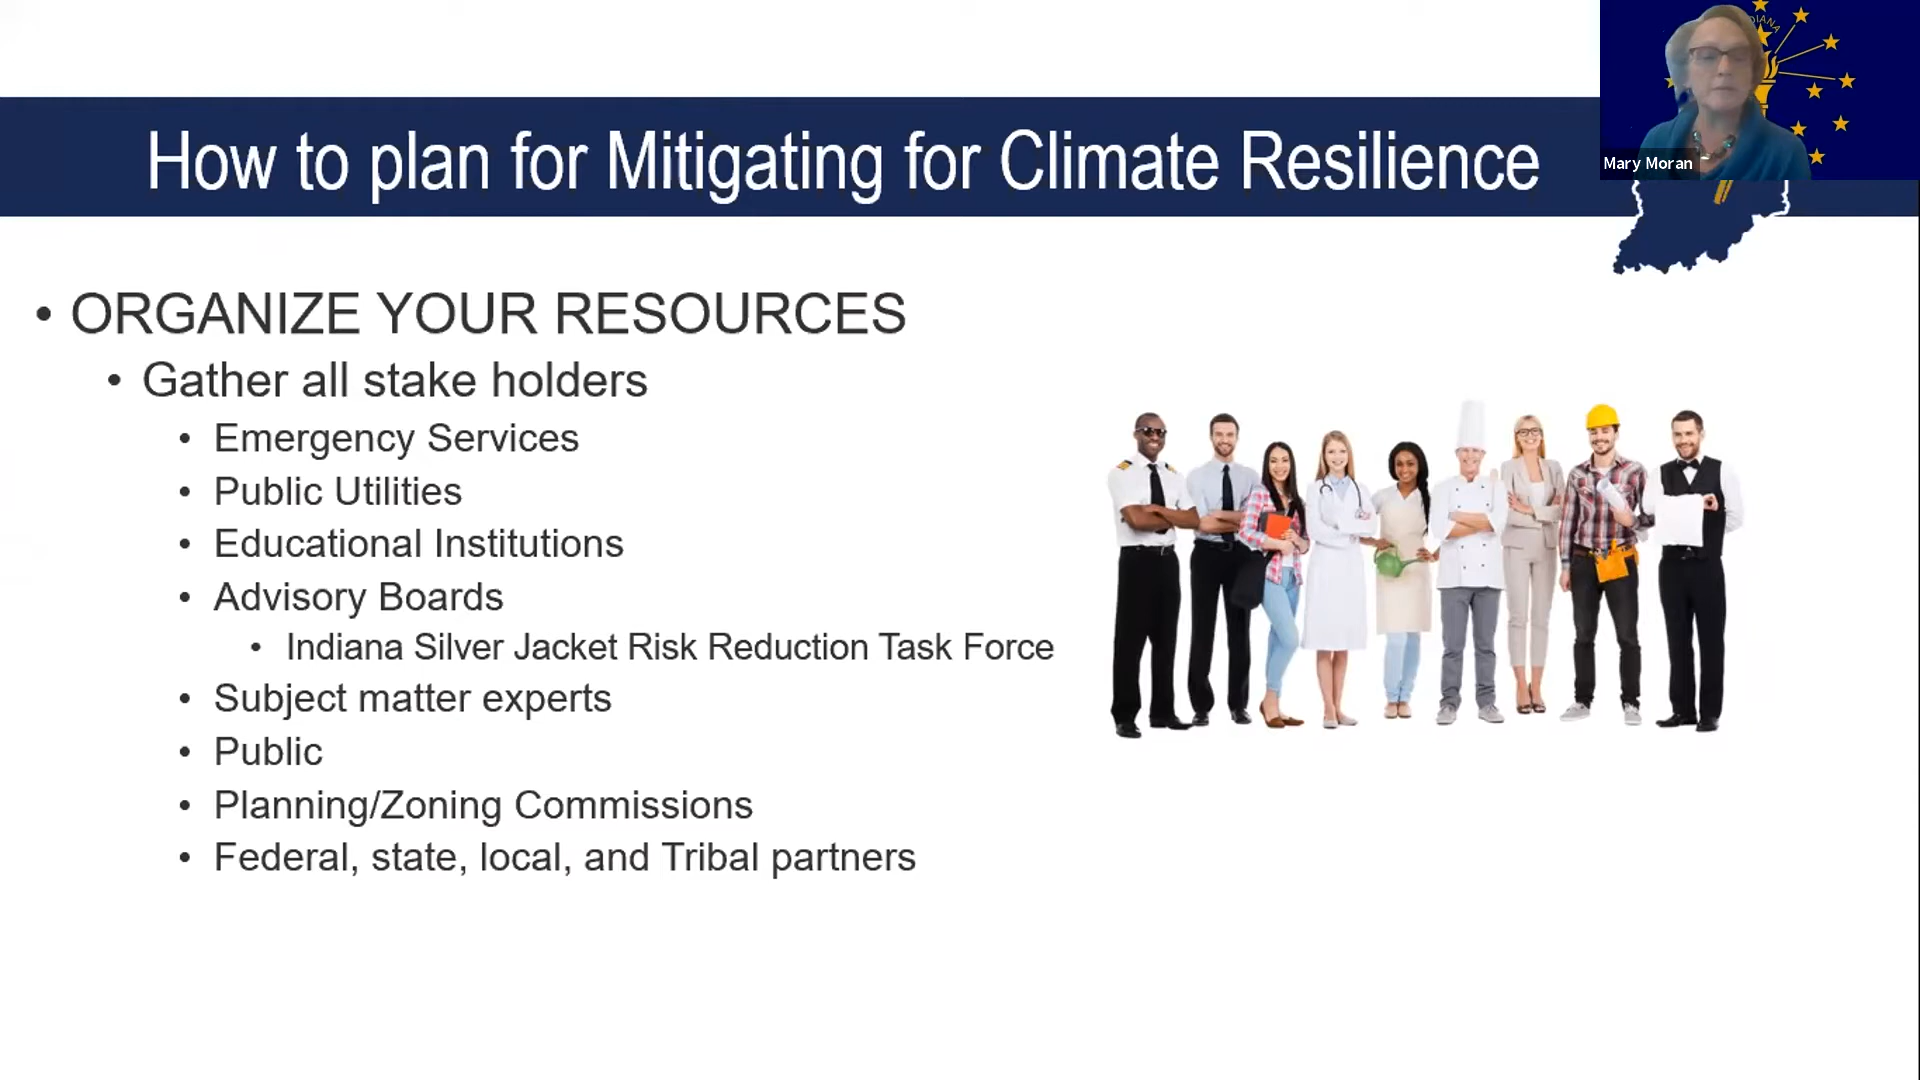 DIANA
Mary Moran
How to plan for Mitigating for Climate Resilience
• ORGANIZE YOUR RESOURCES
• Gather all stake holders
• Emergency Services
• Public Utilities
• Educational Institutions
• Advisory Boards
• Indiana Silver Jacket Risk Reduction Task Force
• Subject matter experts
• Public
• Planning/Zoning Commissions
• Federal, state, local, and Tribal partners